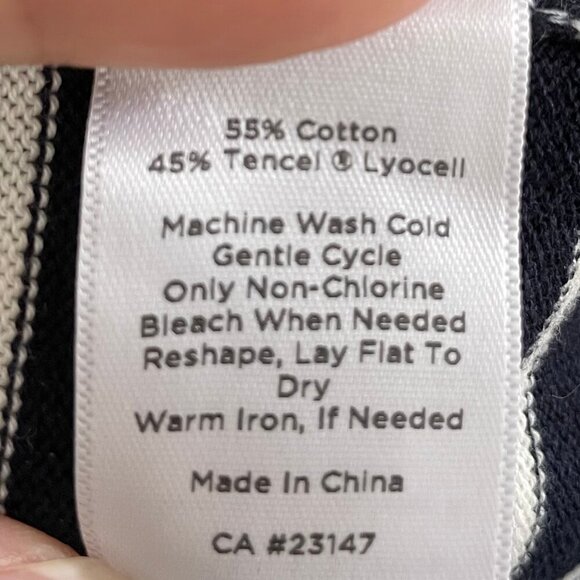 55% Cotton
45% Tencel ® Lyocell
Machine Wash Cold
Gentle Cycle
Only Non-Chlorine
Bleach When Needed
Reshape, Lay Flat To
Dry
Warm Iron, If Needed
Made In China
CA #23147